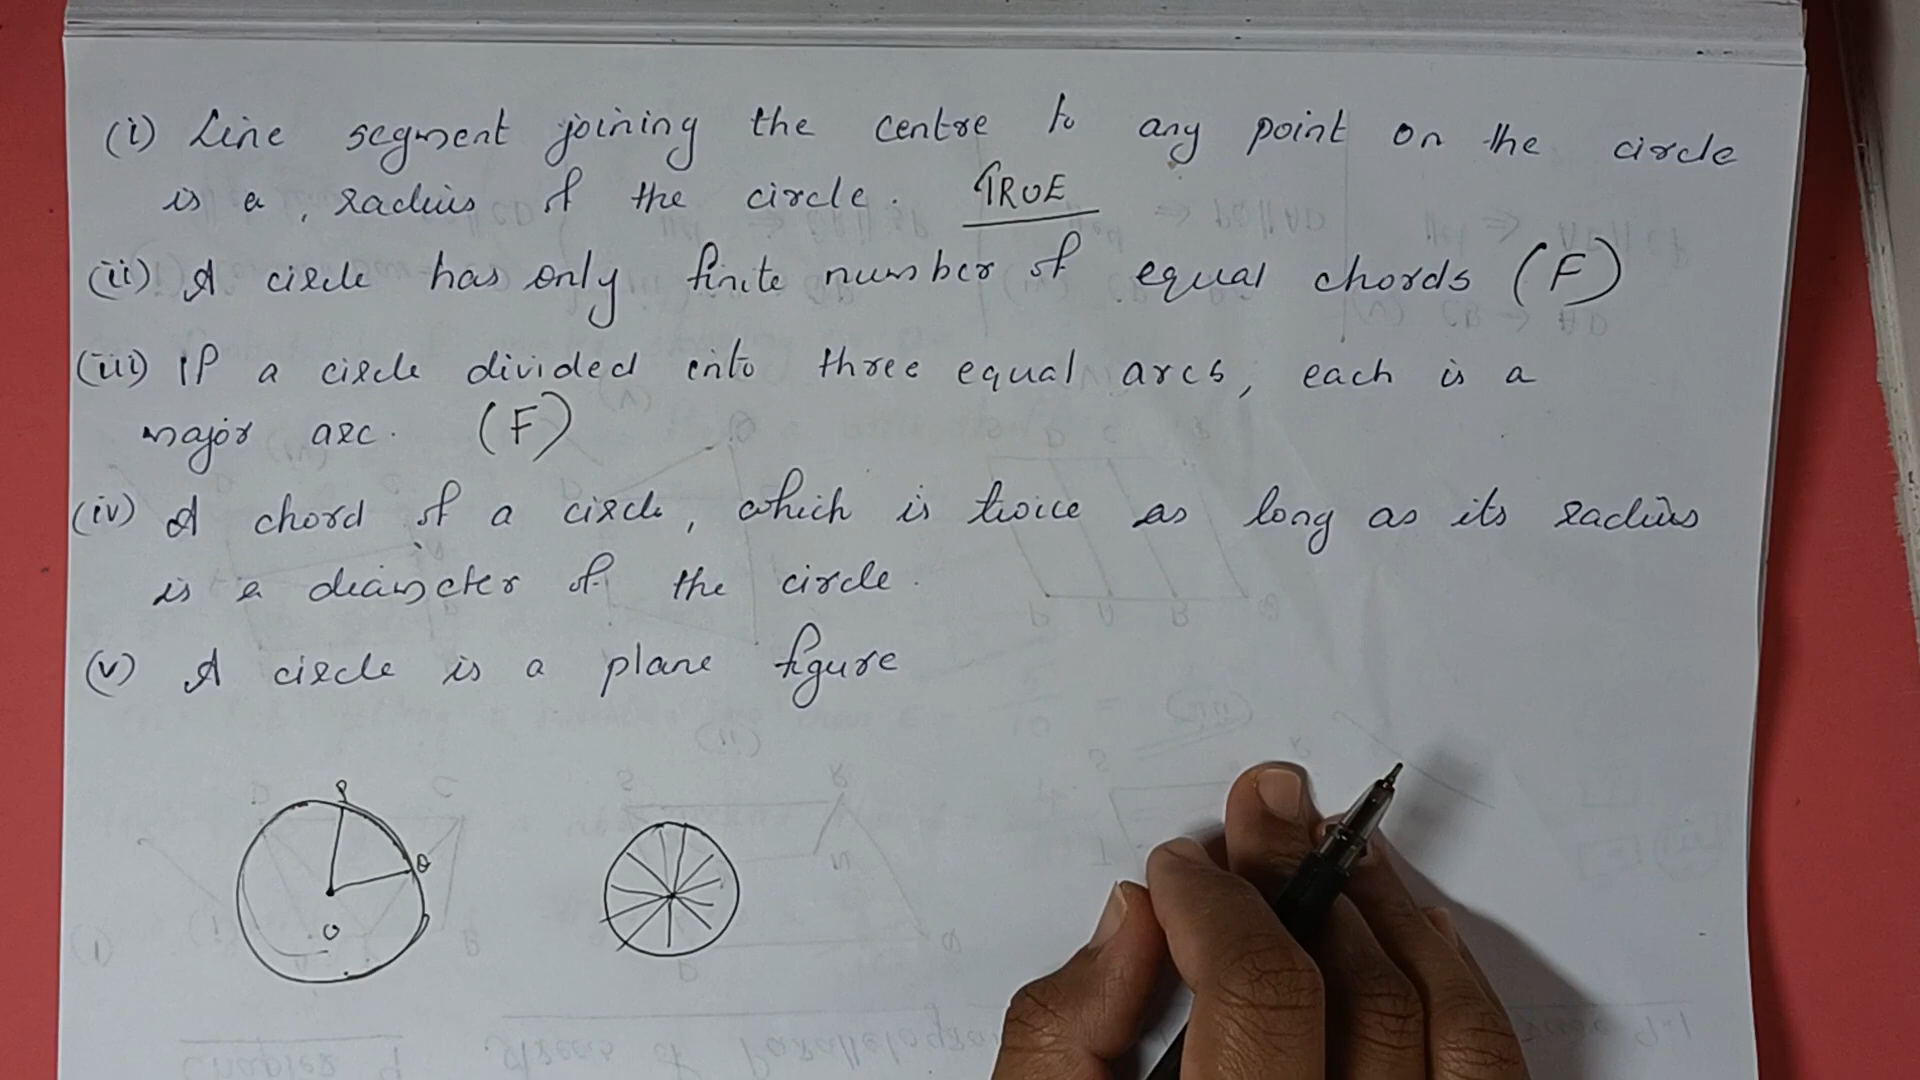 (i) Line segment joining the centre to any point on the circle
is a radius of the circle. TRUE
(ii) A circle has only finite number of equal chords (F)
(iii) If a circle divided into three equal arcs, each is a
major arc. (F)
(iv) A chord of a circle, which is twice as long as its radius
is a diameter of the circle.
(v) A circle is a plane figure
P
Q
O